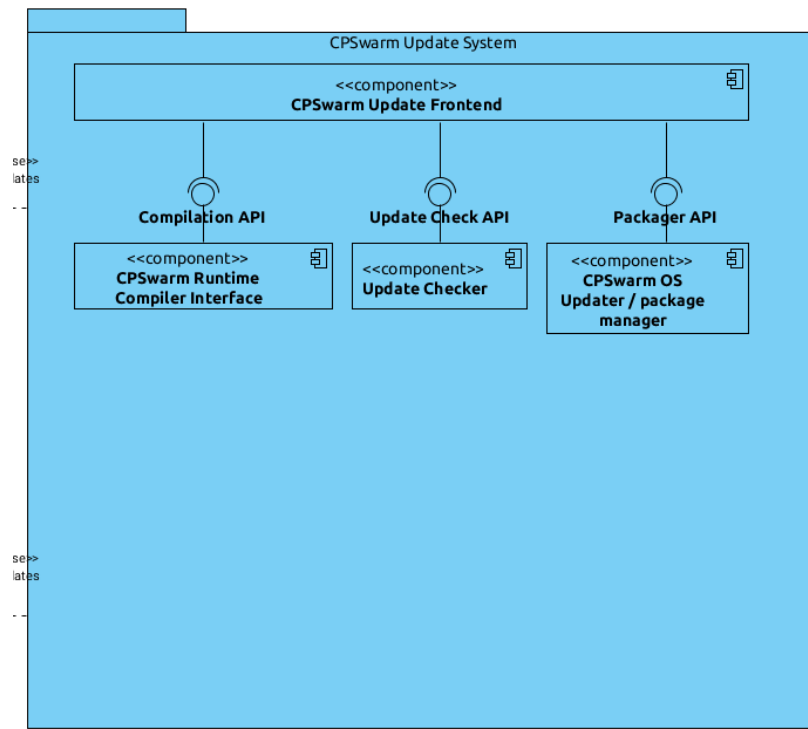 CPSwarm Update System
<<component>>
CPSwarm Update Frontend
se>>
lates
Compilation API
Update Check API
Packager API
<<component>>
CPSwarm Runtime
Compiler Interface
<<component>>
Update Checker
<<component>>
CPSwarm OS
Updater / package
manager
se>>
lates